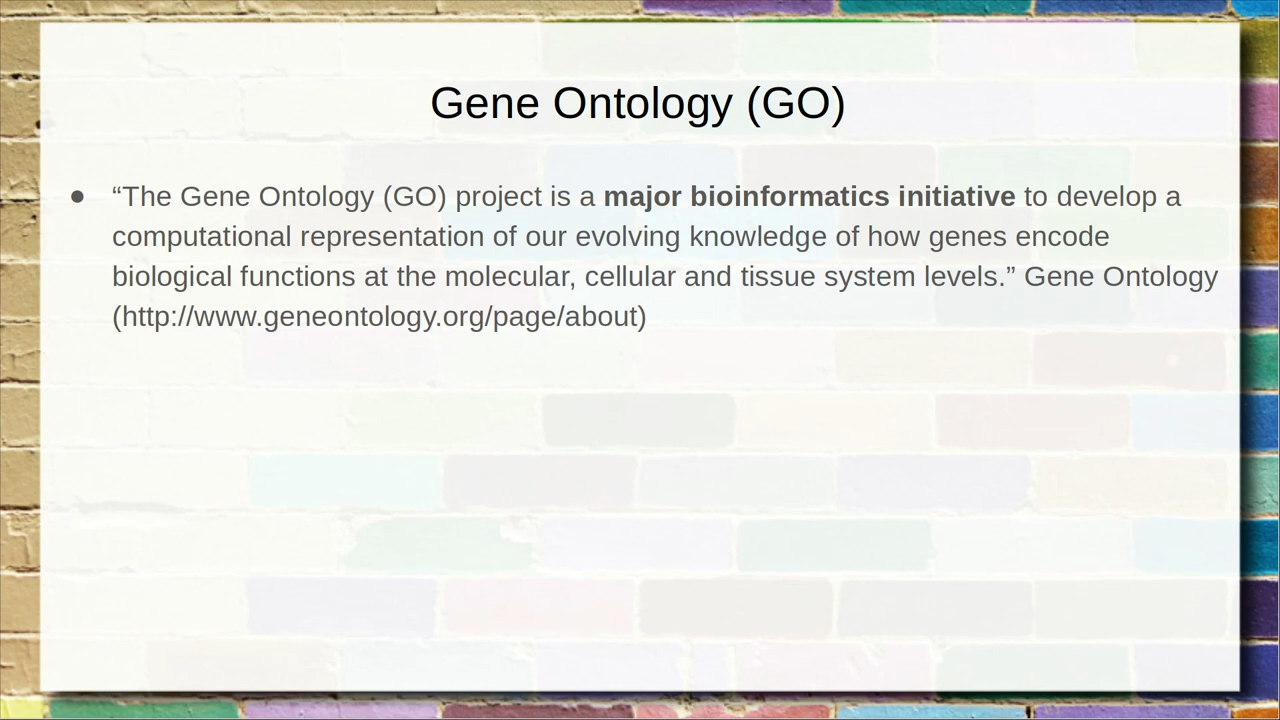 Gene Ontology (GO)
● “The Gene Ontology (GO) project is a major bioinformatics initiative to develop a
computational representation of our evolving knowledge of how genes encode
biological functions at the molecular, cellular and tissue system levels.” Gene Ontology
(http://www.geneontology.org/page/about)